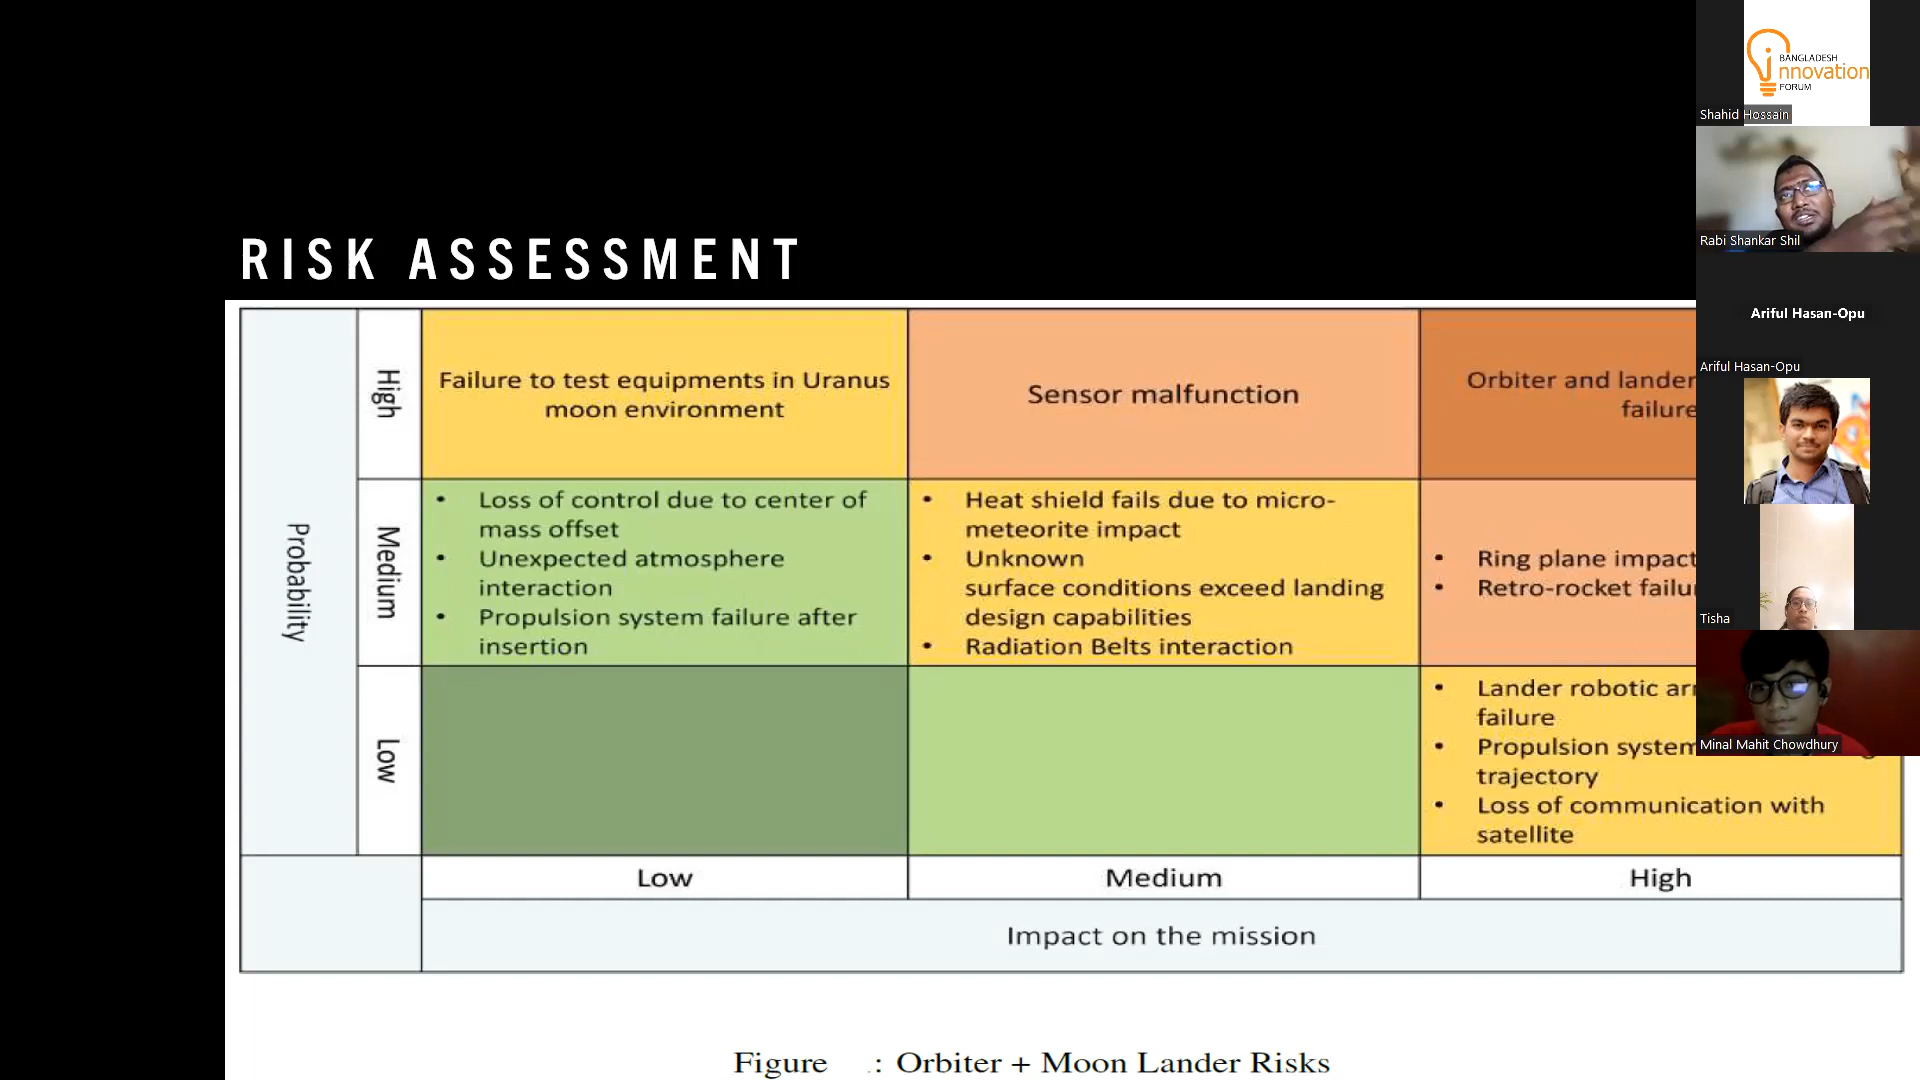 BANGLADESH
innovation
FORUM
Shahid Hossain
Rabi Shankar Shil
Ariful Hasan-Opu
Ariful Hasan-Opu
Tisha
Minal Mahit Chowdhury
RISK ASSESSMENT
Probability
High
Failure to test equipments in Uranus
moon environment
Sensor malfunction
Orbiter and lander
failure
Medium
• Loss of control due to center of
mass offset
• Unexpected atmosphere
interaction
• Propulsion system failure after
insertion
• Heat shield fails due to micro-
meteorite impact
• Unknown
surface conditions exceed landing
design capabilities
• Radiation Belts interaction
• Ring plane impact
• Retro-rocket
Low
• Lander robotic
failure
• Propulsion system
trajectory
• Loss of communication with
satellite
Low
Medium
High
Impact on the mission
Figure : Orbiter + Moon Lander Risks